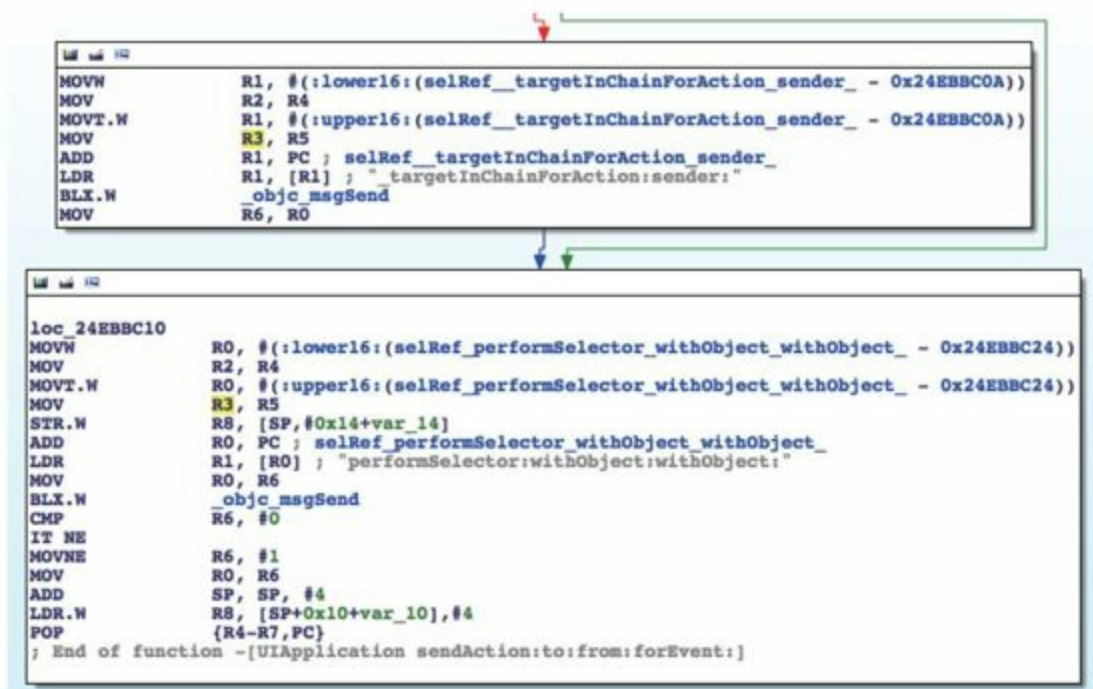 MOVW R1, #(:lower16:(selRef__targetInChainForAction_sender_ - 0x24EBBC0A))
MOV R2, R4
MOVT.W R1, #(:upper16:(selRef__targetInChainForAction_sender_ - 0x24EBBC0A))
MOV R3, R5
ADD R1, PC ; selRef__targetInChainForAction_sender_
LDR R1, [R1] ; "_targetInChainForAction:sender:"
BLX.W _objc_msgSend
MOV R6, R0
loc_24EBBC10
MOVW R0, #(:lower16:(selRef_performSelector_withObject_withObject_ - 0x24EBBC24))
MOV R2, R4
MOVT.W R0, #(:upper16:(selRef_performSelector_withObject_withObject_ - 0x24EBBC24))
MOV R3, R5
STR.W R8, [SP,#0x14+var_14]
ADD R0, PC ; selRef_performSelector_withObject_withObject_
LDR R1, [R0] ; "performSelector:withObject:withObject:"
MOV R0, R6
BLX.W _objc_msgSend
CMP R6, #0
IT NE
MOVNE R6, #1
MOV R0, R6
ADD SP, SP, #4
LDR.W R8, [SP+0x10+var_10],#4
POP {R4-R7,PC}
; End of function -[UIApplication sendAction:to:from:forEvent:]